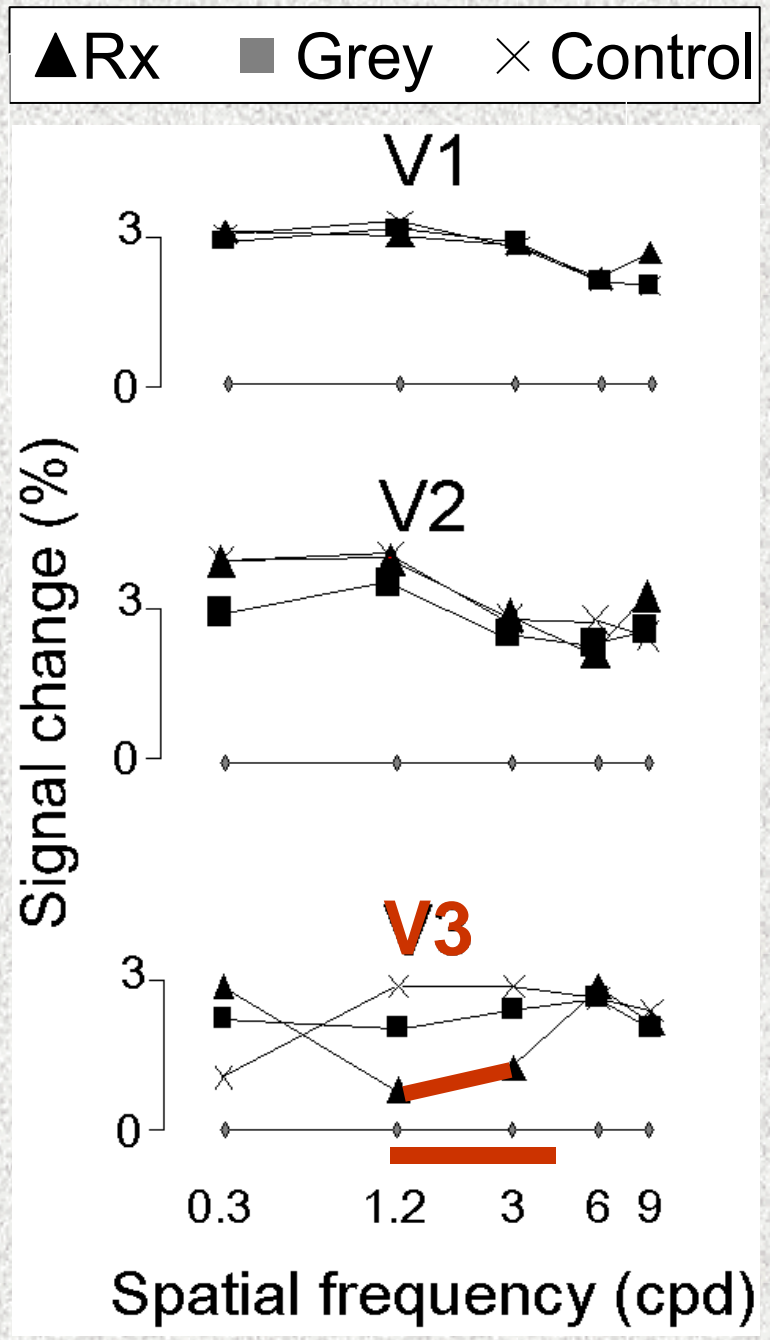 Rx Grey Control
V1
3
0
V2
3
0
V3
3
0
0.3 1.2 3 6 9
Spatial frequency (cpd)
Signal change (%)